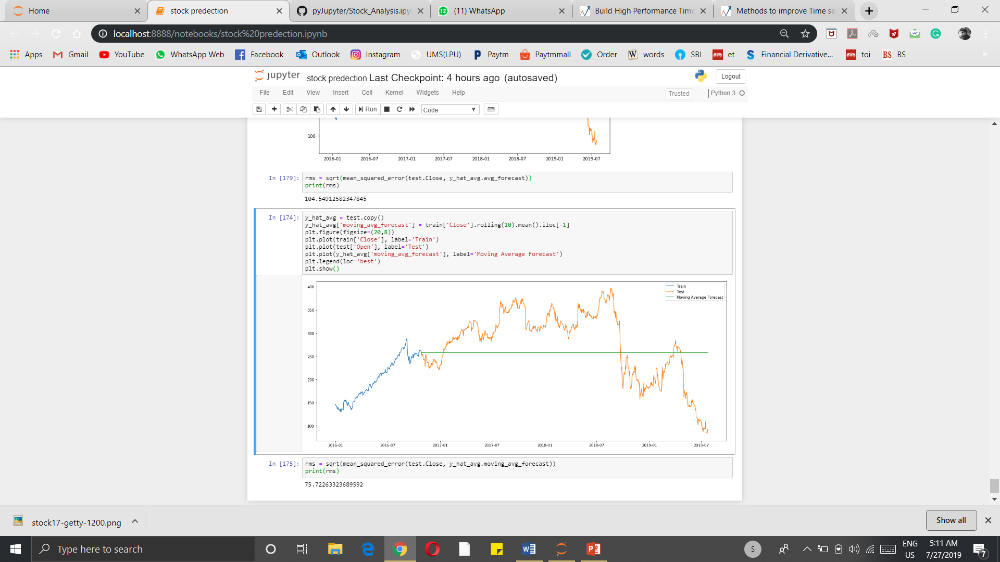 Home
stock predection
pyJupyter/Stock_Analysis.ipy
12 (11) WhatsApp
Build High Performance Time
Methods to improve Time se
localhost:8888/notebooks/stock%20predection.ipynb
Apps Gmail YouTube WhatsApp Web Facebook Outlook Instagram UMS(LPU) Paytm Paytmmall Order words SBI et Financial Derivative... toi BS BS
jupyter stock predection Last Checkpoint: 4 hours ago (autosaved) Logout
File Edit View Insert Cell Kernel Widgets Help Trusted Python 3
Run Code
100
2016-01 2016-07 2017-01 2017-07 2018-01 2018-07 2019-01 2019-07
In [179]: rms = sqrt(mean_squared_error(test.Close, y_hat_avg.avg_forecast))
print(rms)
104.54912582347845
In [174]: y_hat_avg = test.copy()
y_hat_avg['moving_avg_forecast'] = train['Close'].rolling(10).mean().iloc[-1]
plt.figure(figsize=(20,8))
plt.plot(train['Close'], label='Train')
plt.plot(test['Open'], label='Test')
plt.plot(y_hat_avg['moving_avg_forecast'], label='Moving Average Forecast')
plt.legend(loc='best')
plt.show()
Train
Test
Moving Average Forecast
400
350
300
250
200
150
100
2016-01 2016-07 2017-01 2017-07 2018-01 2018-07 2019-01 2019-07
In [175]: rms = sqrt(mean_squared_error(test.Close, y_hat_avg.moving_avg_forecast))
print(rms)
75.72263323689592
stock17-getty-1200.png Show all
Type here to search
S
ENG
US
5:11 AM
7/27/2019
7